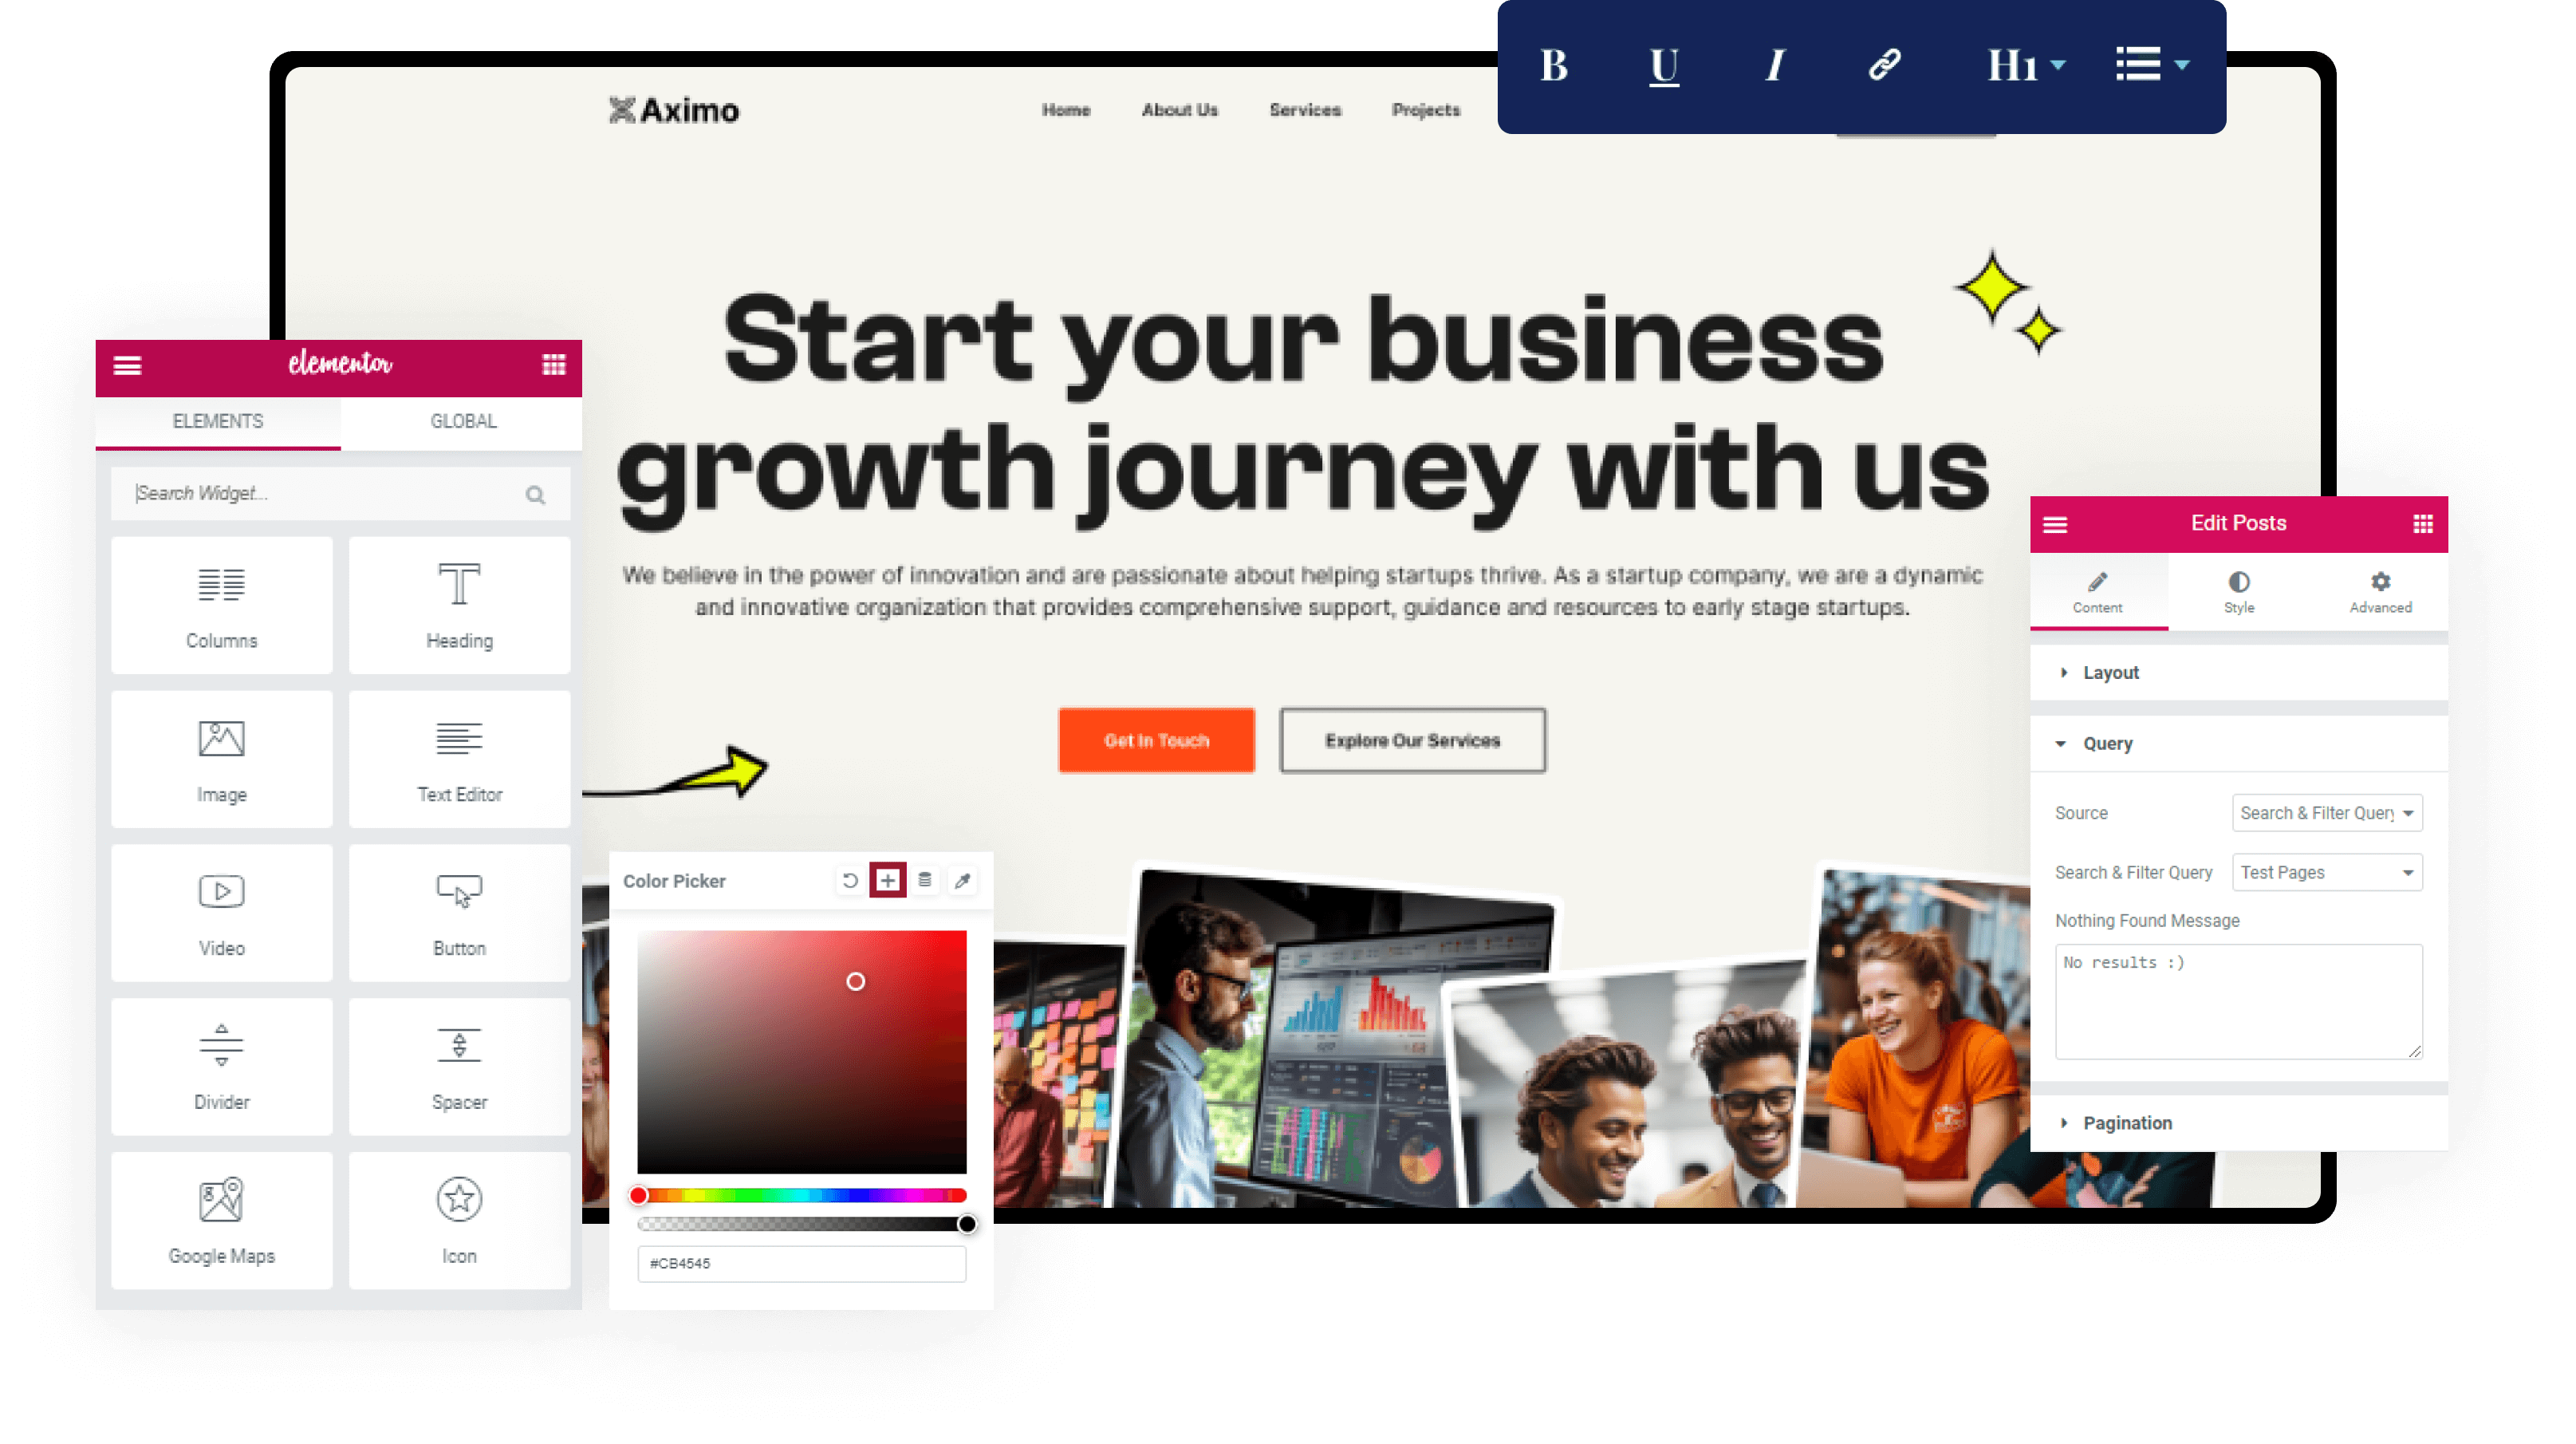 B U I H1
Aximo
Home About Us Services Projects
Start your business
growth journey with us
We believe in the power of innovation and are passionate about helping startups thrive. As a startup company, we are a dynamic
and innovative organization that provides comprehensive support, guidance and resources to early stage startups.
Get In Touch
Explore Our Services
elementor
ELEMENTS GLOBAL
Search Widget...
Columns Heading
Image Text Editor
Video Button
Divider Spacer
Google Maps Icon
Color Picker
#CB4545
Edit Posts
Content Style Advanced
Layout
Query
Source Search & Filter Query
Search & Filter Query Test Pages
Nothing Found Message
No results :)
Pagination